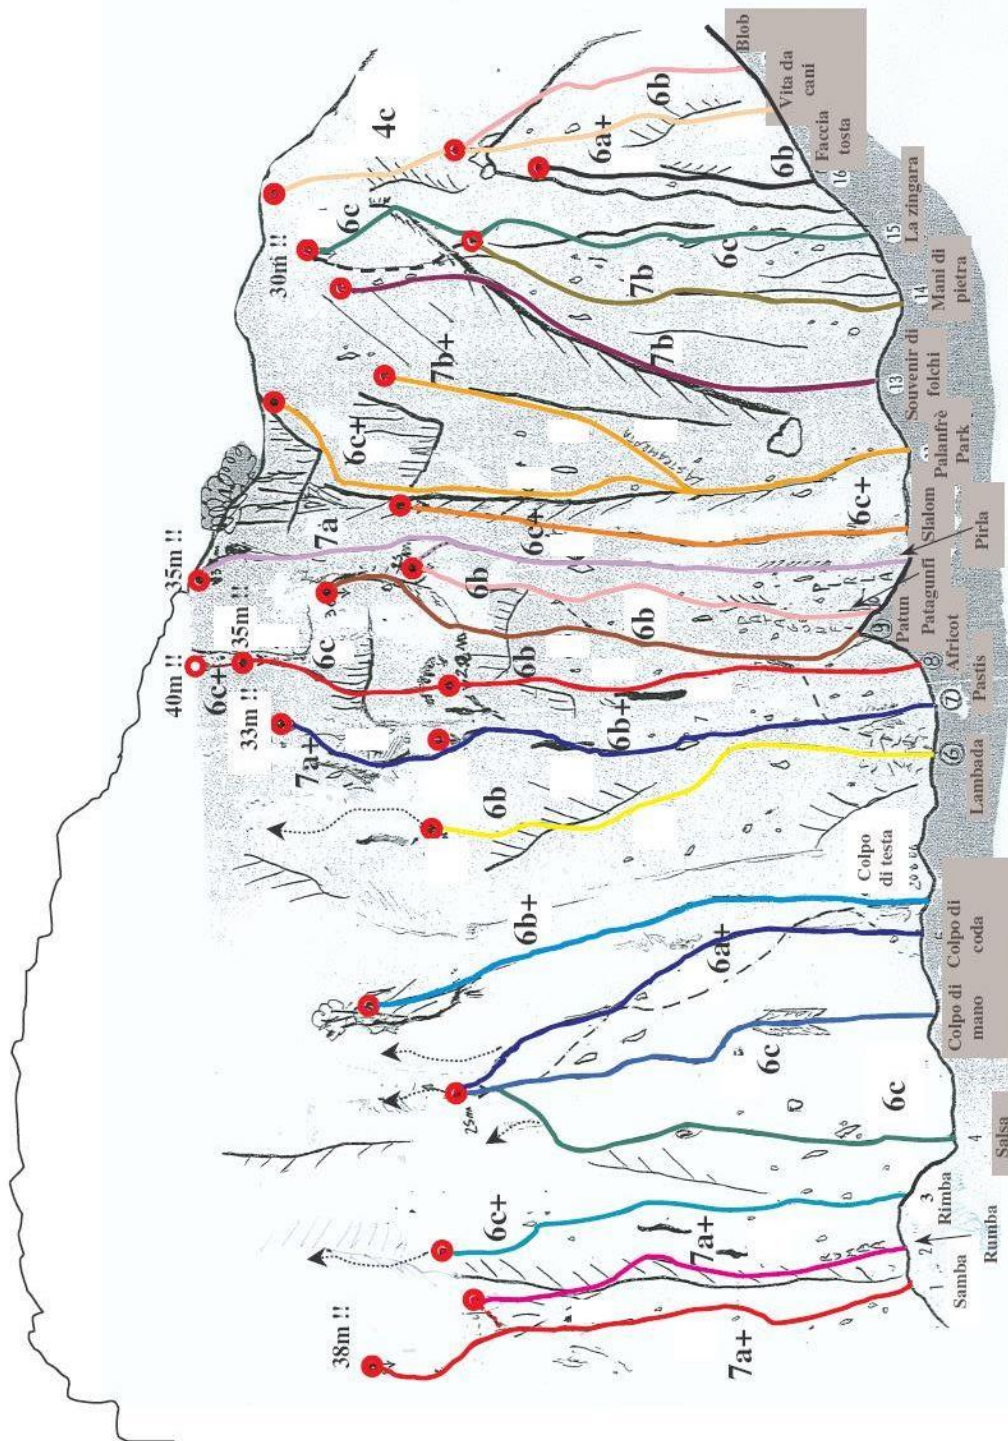 38m !!
40m !!
35m !!
6c+
35m !!
33m !!
30m !!
7a+
6c
7a
6c+
6c
4c
6c+
6b+
6b
7b+
25m
6b
6b
6c+
7b
7b
6c
6a+
6b
7a+
7a+
6c
6a+
6b+
6b
6c
6c+
6b
Colpo
di testa
PIRLA
1
2
3
4
6
7
8
9
13
14
15
16
Samba
Rumba
Rimba
Salsa
Colpo di
mano
Colpo di
coda
Lambada
Pastis
Africot
Patun
Patagunfi
Slalom
Pirla
Palanfrè
Park
Souvenir di
folchi
Mani di
pietra
La zingara
Faccia
tosta
Vita da
cani
Blob